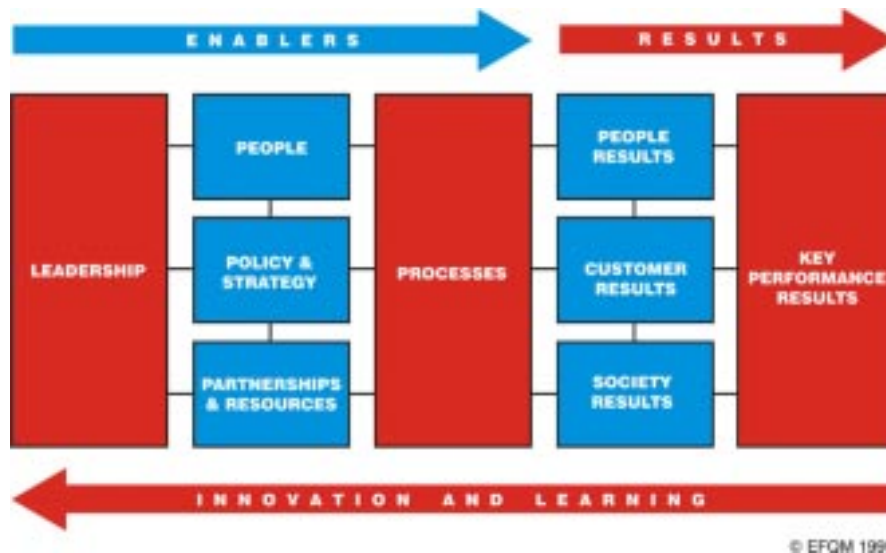 ENABLERS
RESULTS
PEOPLE
PEOPLE
RESULTS
LEADERSHIP
POLICY &
STRATEGY
PROCESSES
CUSTOMER
RESULTS
KEY
PERFORMANCE
RESULTS
PARTNERSHIPS
& RESOURCES
SOCIETY
RESULTS
INNOVATION AND LEARNING
© EFQM